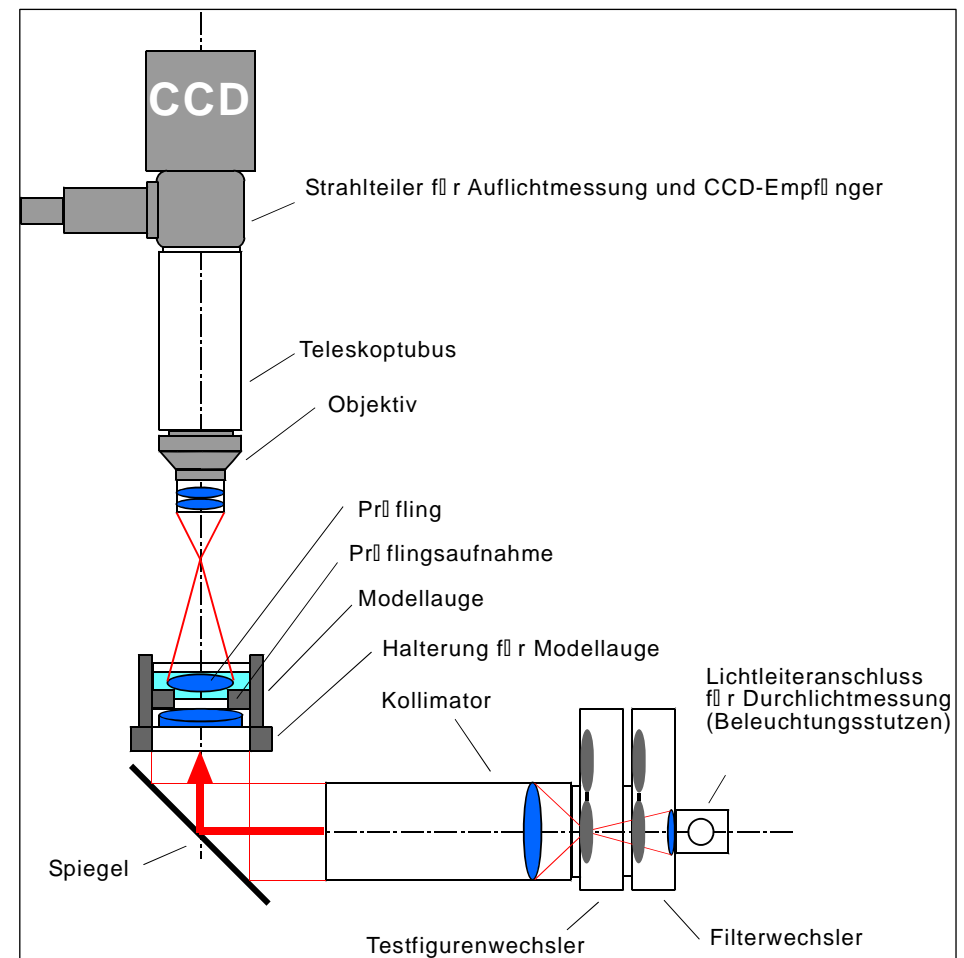 CCD
Strahlteiler f▯ r Auflichtmessung und CCD-Empf▯ nger
Teleskoptubus
Objektiv
Pr▯ fling
Pr▯ flingsaufnahme
Modellauge
Halterung f▯ r Modellauge
Kollimator
Lichtleiteranschluss
f▯ r Durchlichtmessung
(Beleuchtungsstutzen)
Spiegel
Testfigurenwechsler
Filterwechsler